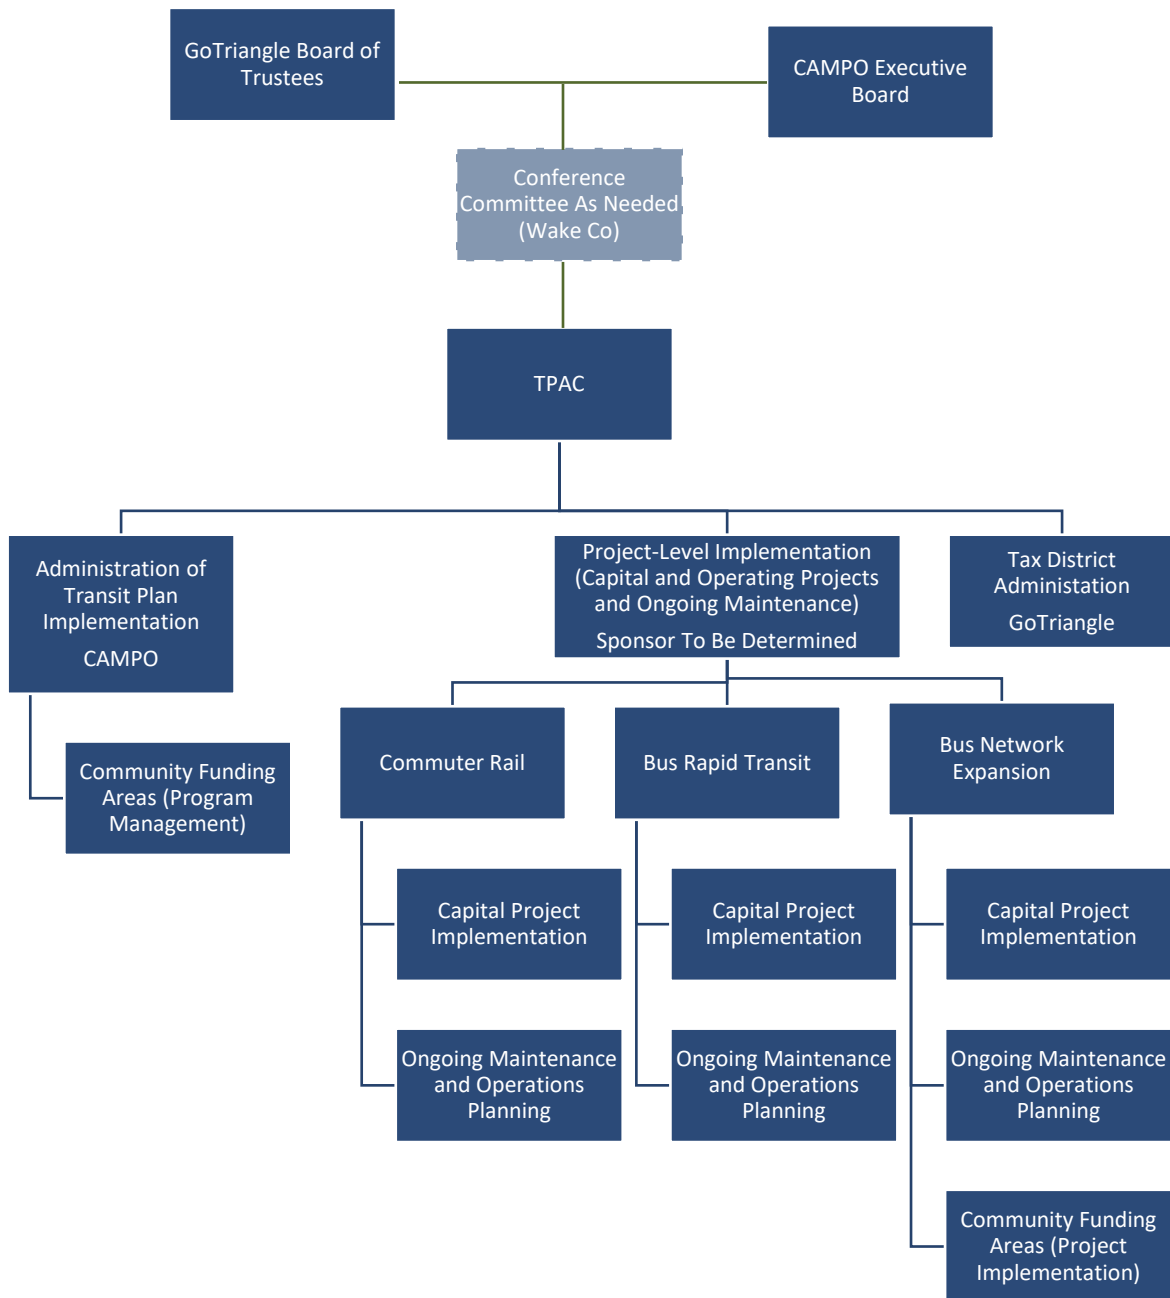 GoTriangle Board of
Trustees
CAMPO Executive
Board
Conference
Committee As Needed
(Wake Co)
TPAC
Administration of
Transit Plan
Implementation
CAMPO
Project-Level Implementation
(Capital and Operating Projects
and Ongoing Maintenance)
Sponsor To Be Determined
Tax District
Administation
GoTriangle
Community Funding
Areas (Program
Management)
Commuter Rail
Bus Rapid Transit
Bus Network
Expansion
Capital Project
Implementation
Capital Project
Implementation
Capital Project
Implementation
Ongoing Maintenance
and Operations
Planning
Ongoing Maintenance
and Operations
Planning
Ongoing Maintenance
and Operations
Planning
Community Funding
Areas (Project
Implementation)